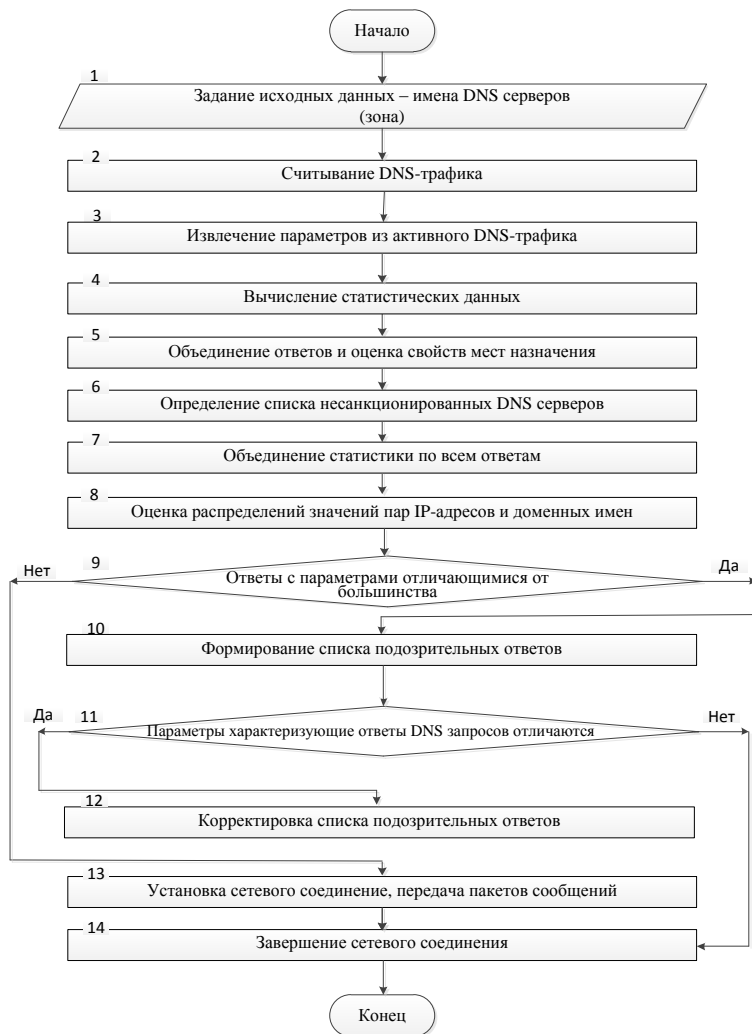 Начало
1
Задание исходных данных – имена DNS серверов
(зона)
2
Считывание DNS-трафика
3
Извлечение параметров из активного DNS-трафика
4
Вычисление статистических данных
5
Объединение ответов и оценка свойств мест назначения
6
Определение списка несанкционированных DNS серверов
7
Объединение статистики по всем ответам
8
Оценка распределений значений пар IP-адресов и доменных имен
9
Нет
Да
Ответы с параметрами отличающимися от
большинства
10
Формирование списка подозрительных ответов
Да
11
Нет
Параметры характеризующие ответы DNS запросов отличаются
12
Корректировка списка подозрительных ответов
13
Установка сетевого соединение, передача пакетов сообщений
14
Завершение сетевого соединения
Конец